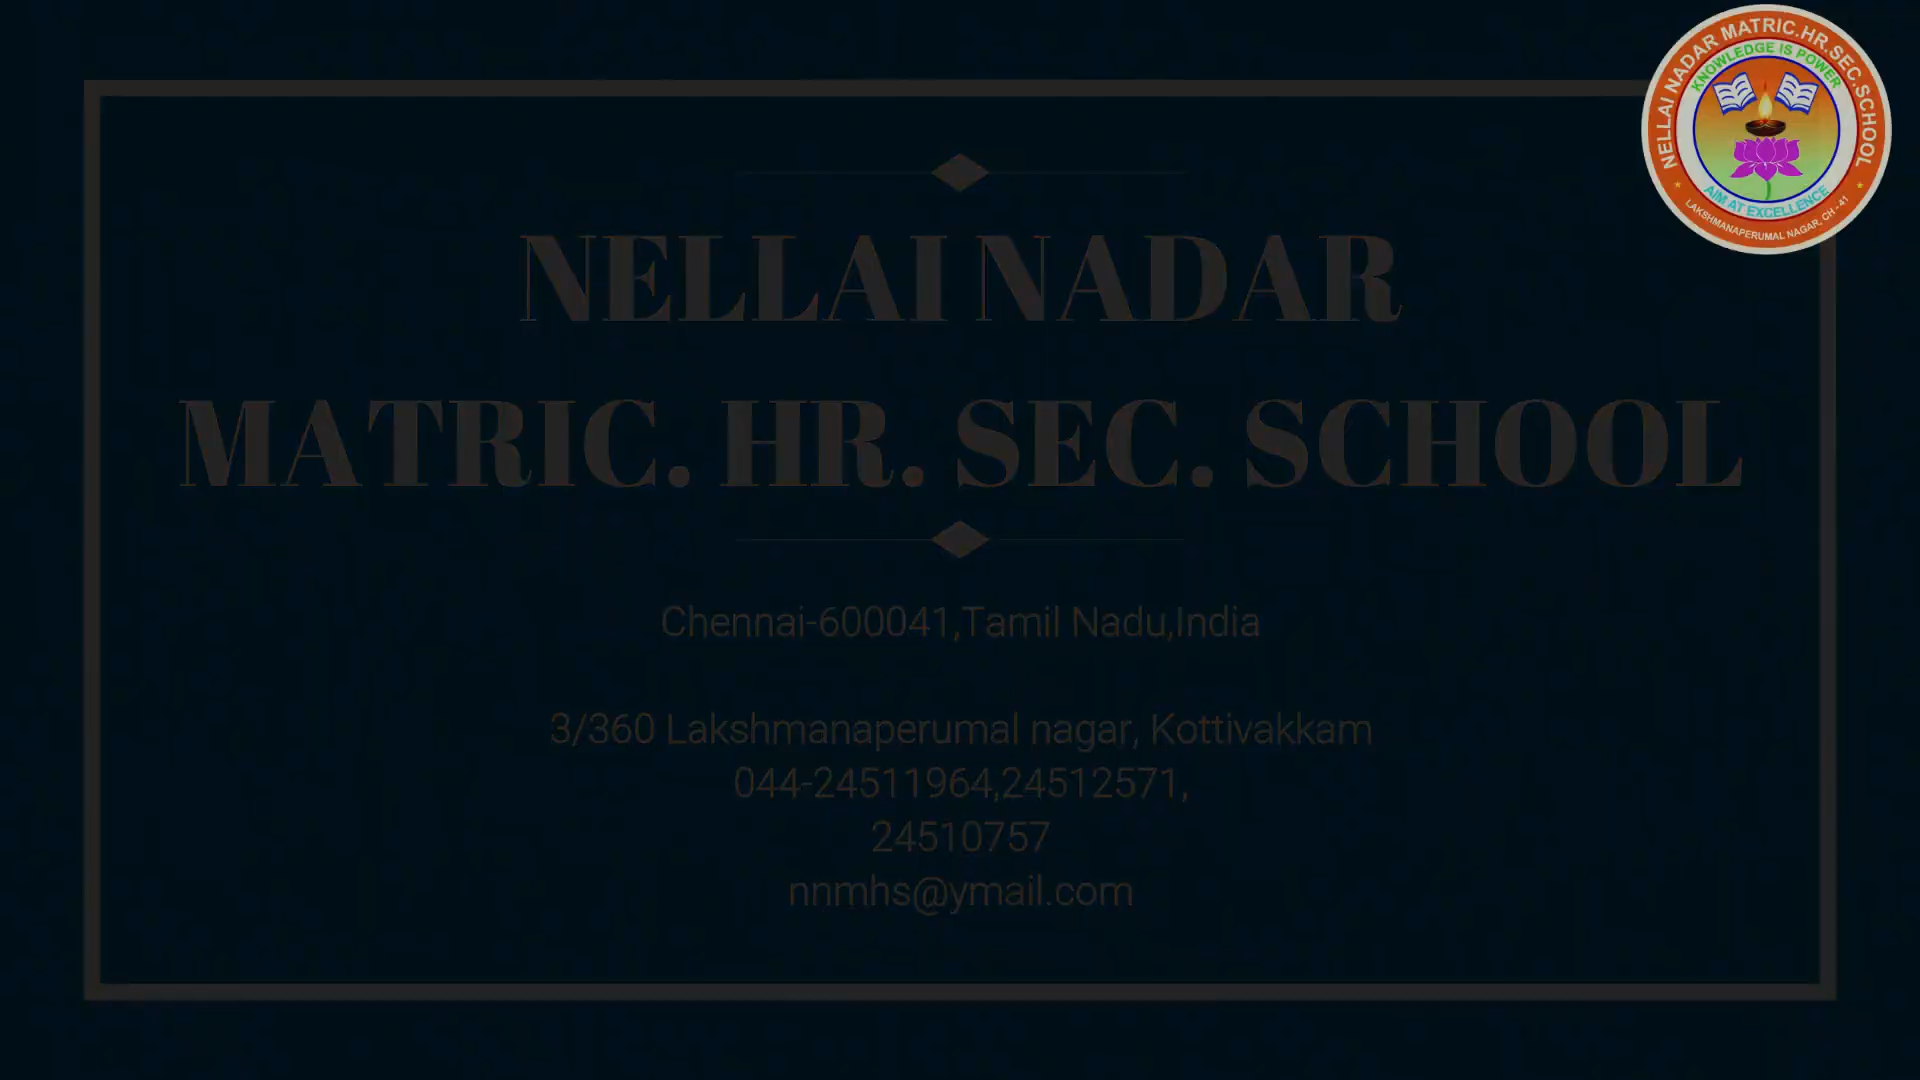 NELLAI NADAR MATRIC.HR.SEC.SCHOOL
KNOWLEDGE IS POWER
AIM AT EXCELLENCE
LAKSHMANAPERUMAL NAGAR, CH - 41
NELLAI NADAR
MATRIC. HR. SEC. SCHOOL
Chennai-600041,Tamil Nadu,India
3/360 Lakshmanaperumal nagar, Kottivakkam
044-24511964,24512571,
24510757
nnmhs@ymail.com